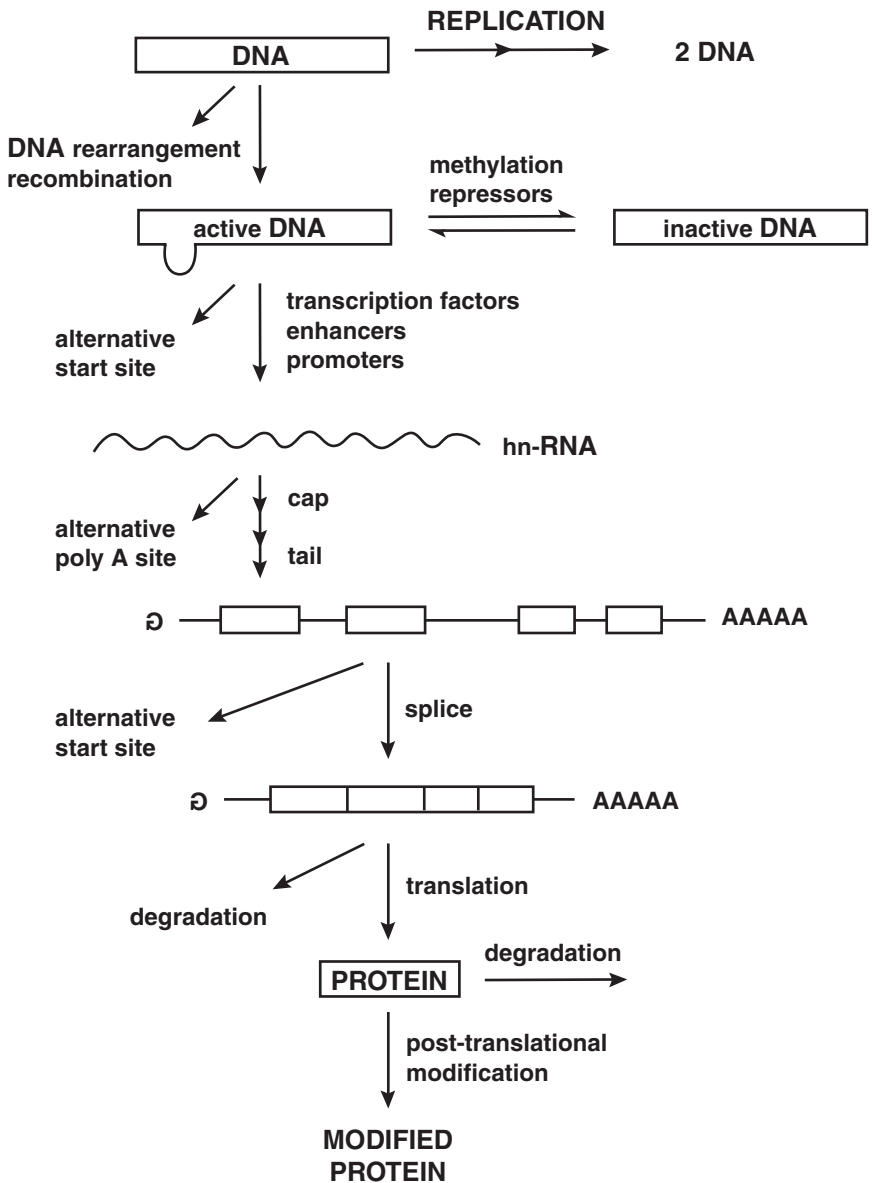 REPLICATION
DNA
2 DNA
DNA rearrangement
recombination
methylation
repressors
active DNA
inactive DNA
transcription factors
enhancers
promoters
alternative
start site
hn-RNA
cap
alternative
poly A site
tail
G
AAAAA
splice
alternative
start site
G
AAAAA
translation
degradation
degradation
PROTEIN
post-translational
modification
MODIFIED
PROTEIN